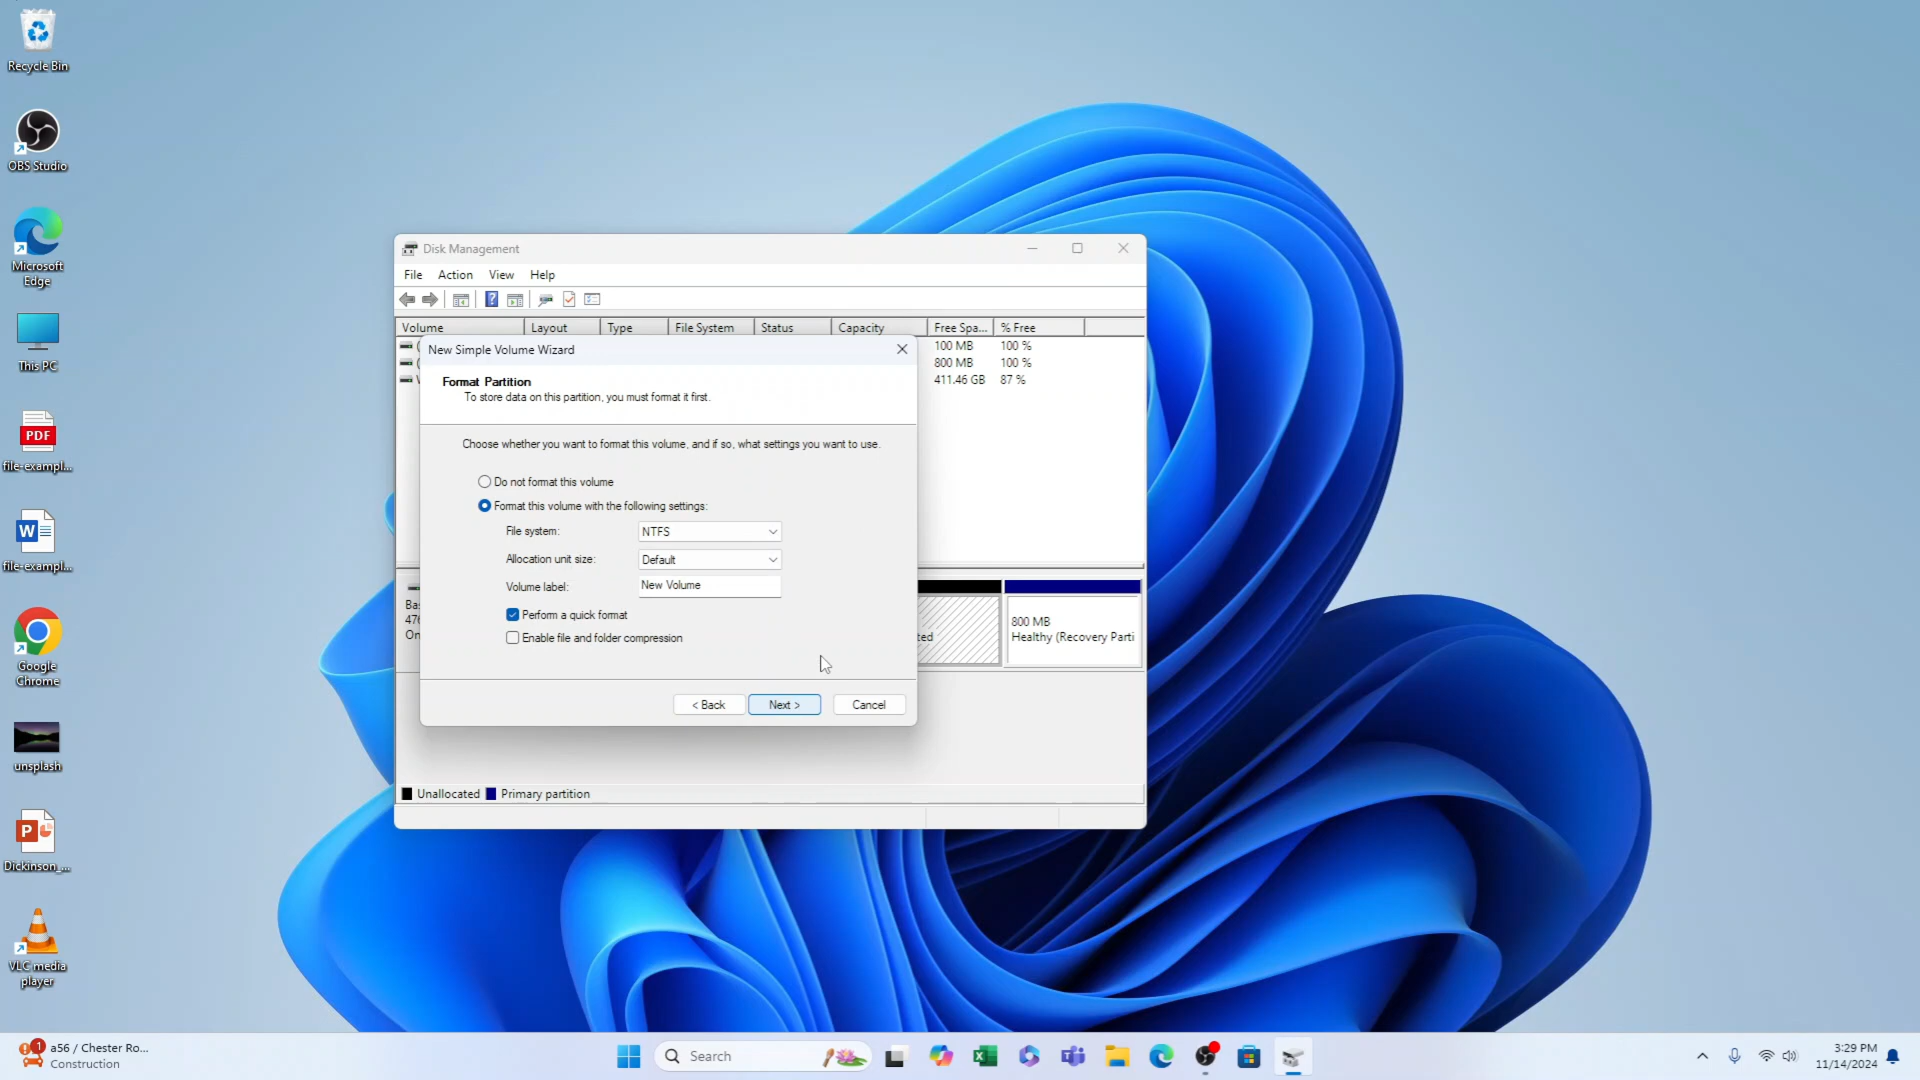 Recycle Bin
OBS Studio
Microsoft
Edge
This PC
PDF
file-exampl...
W
file-exampl...
Google
Chrome
unsplash
P
Dickinson_...
VLC media
player
Disk Management
File Action View Help
Volume Layout Type File System Status Capacity Free Spa... % Free
100 MB 100 %
800 MB 100 %
411.46 GB 87 %
New Simple Volume Wizard
Format Partition
To store data on this partition, you must format it first.
Choose whether you want to format this volume, and if so, what settings you want to use.
Do not format this volume
Format this volume with the following settings:
File system: NTFS
Allocation unit size: Default
Volume label: New Volume
Perform a quick format
Enable file and folder compression
< Back Next > Cancel
Bas
476
On
ted
800 MB
Healthy (Recovery Parti
Unallocated Primary partition
1
a56 / Chester Ro...
Construction
Search
3:29 PM
11/14/2024